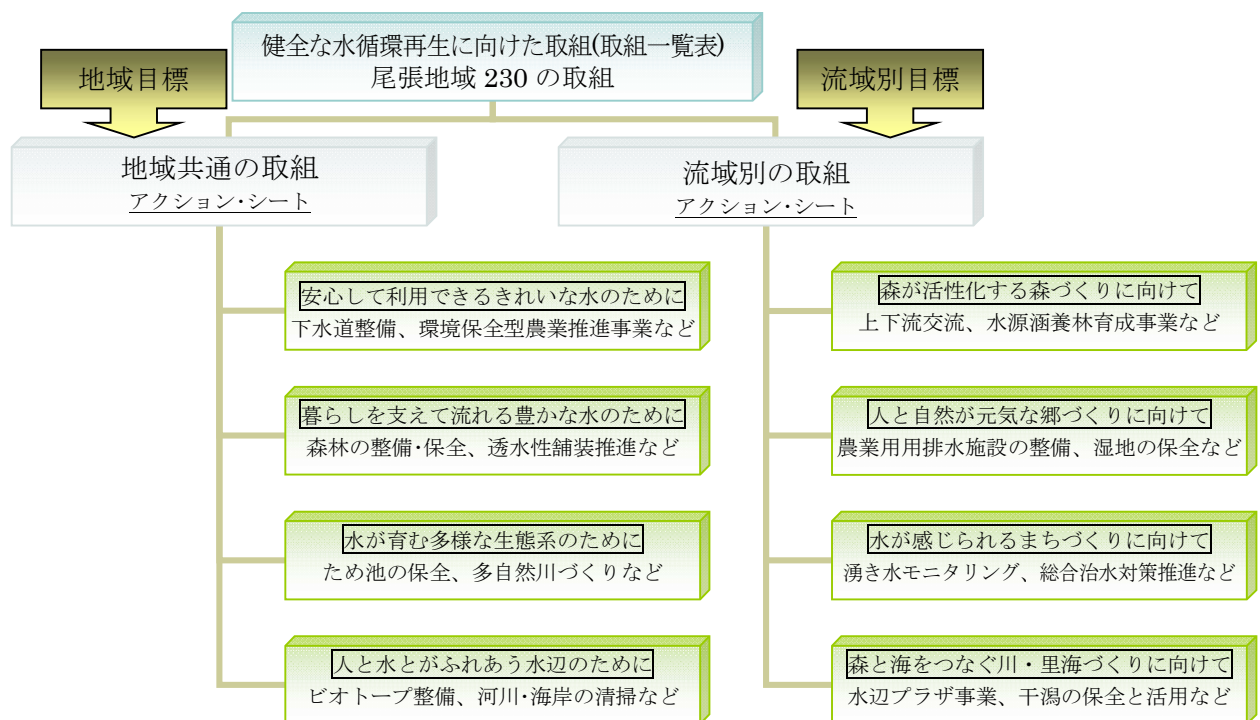 健全な水循環再生に向けた取組(取組一覧表)
尾張地域 230 の取組
地域目標
流域別目標
地域共通の取組
アクション・シート
流域別の取組
アクション・シート
安心して利用できるきれいな水のために
下水道整備、環境保全型農業推進事業など
暮らしを支えて流れる豊かな水のために
森林の整備・保全、透水性舗装推進など
水が育む多様な生態系のために
ため池の保全、多自然川づくりなど
人と水とがふれあう水辺のために
ビオトープ整備、河川・海岸の清掃など
森が活性化する森づくりに向けて
上下流交流、水源涵養林育成事業など
人と自然が元気な郷づくりに向けて
農業用用排水施設の整備、湿地の保全など
水が感じられるまちづくりに向けて
湧き水モニタリング、総合治水対策推進など
森と海をつなぐ川・里海づくりに向けて
水辺プラザ事業、干潟の保全と活用など